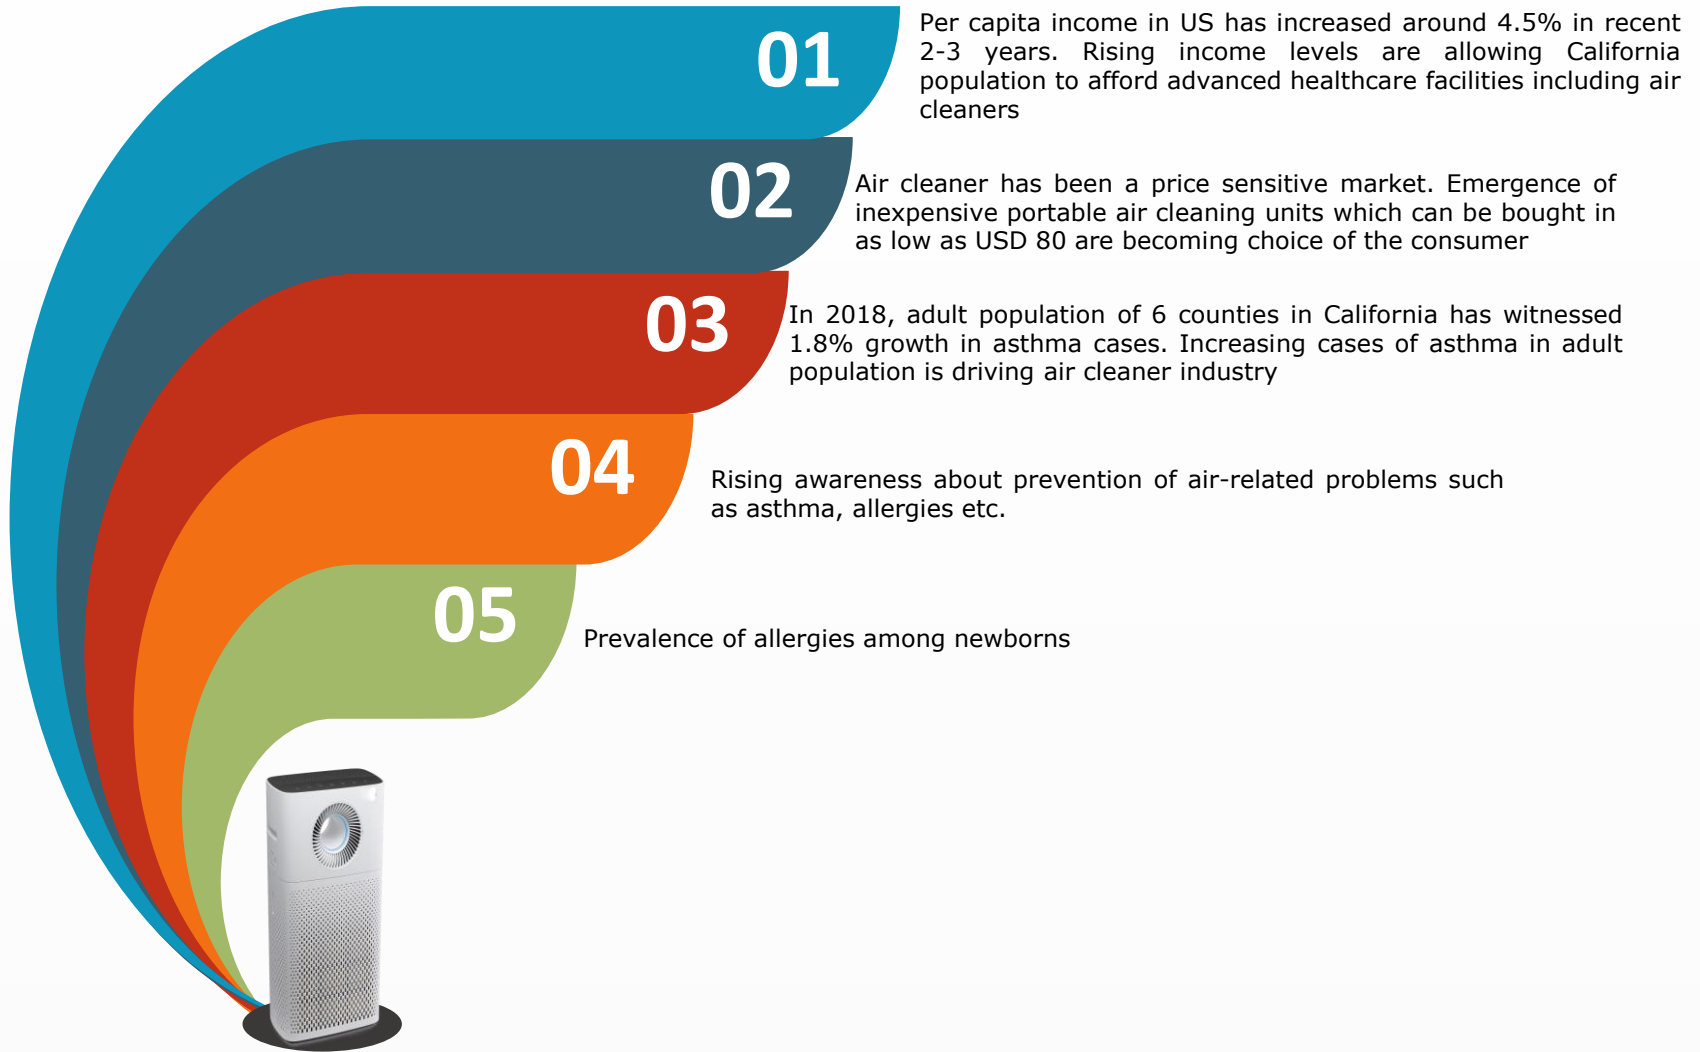 01
Per capita income in US has increased around 4.5% in recent
2-3 years. Rising income levels are allowing California
population to afford advanced healthcare facilities including air
cleaners
02
Air cleaner has been a price sensitive market. Emergence of
inexpensive portable air cleaning units which can be bought in
as low as USD 80 are becoming choice of the consumer
03
In 2018, adult population of 6 counties in California has witnessed
1.8% growth in asthma cases. Increasing cases of asthma in adult
population is driving air cleaner industry
04
Rising awareness about prevention of air-related problems such
as asthma, allergies etc.
05
Prevalence of allergies among newborns